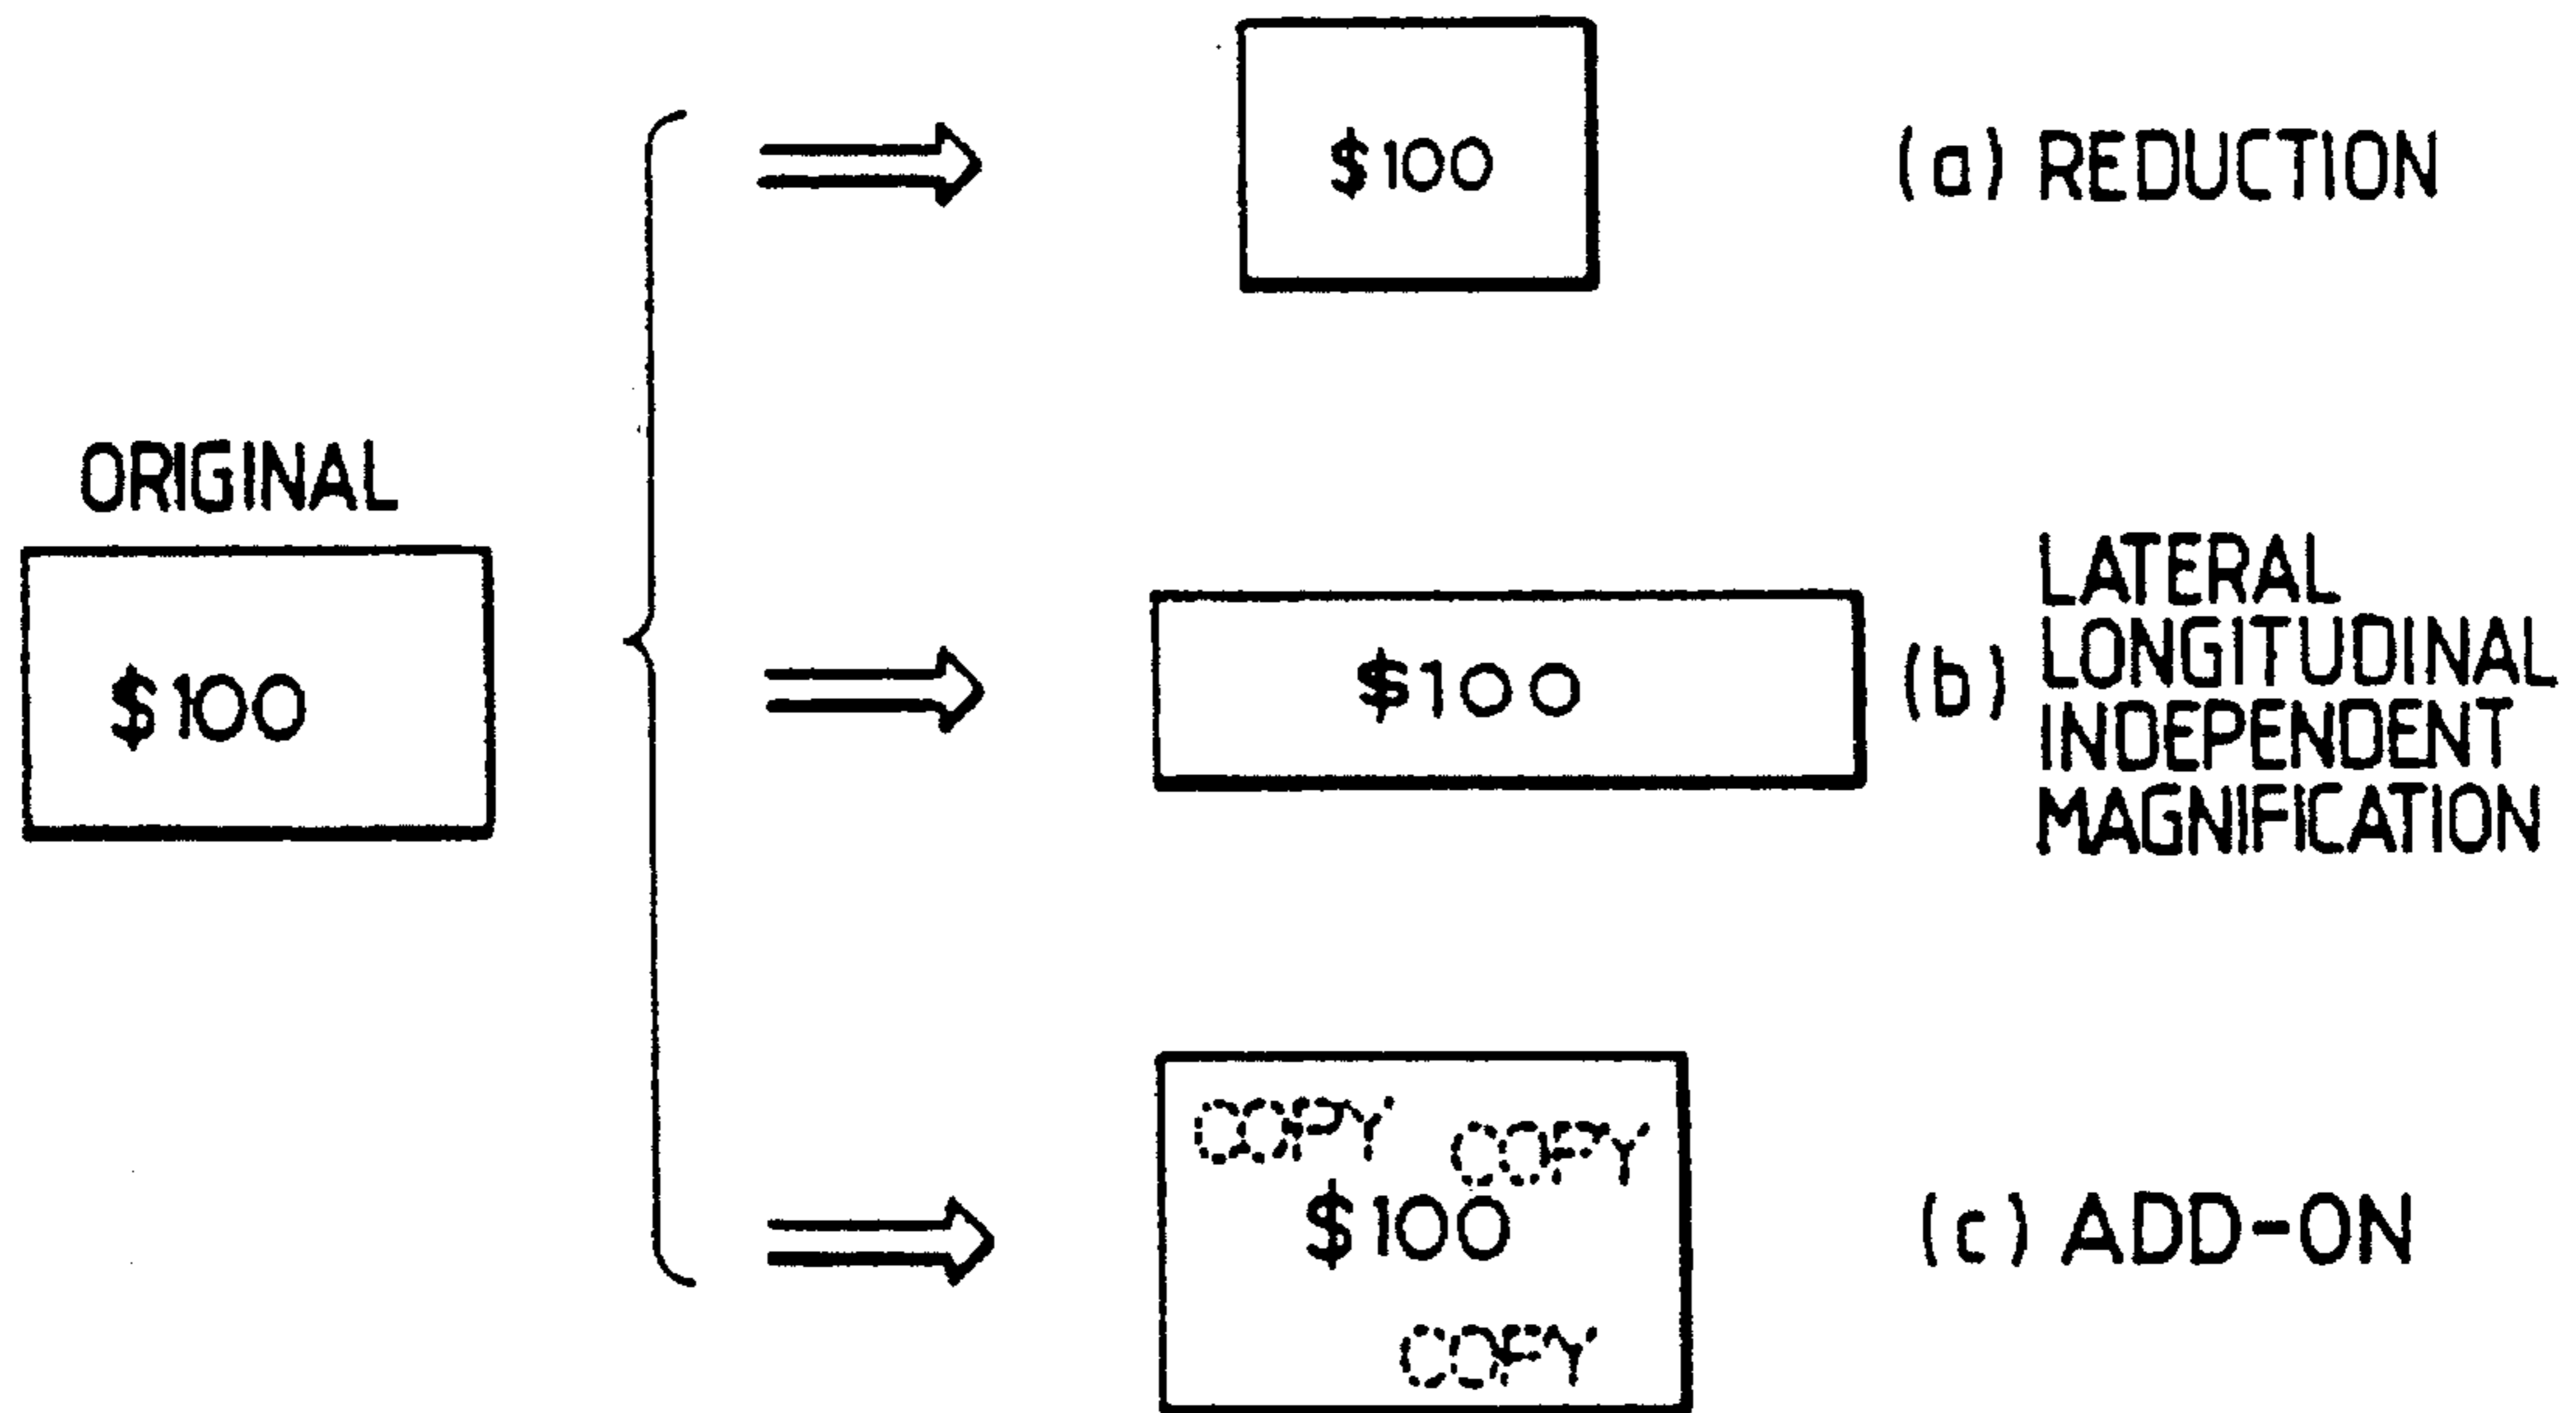 $100
(a) REDUCTION
ORIGINAL
$100
$100
(b) LATERAL
LONGITUDINAL
INDEPENDENT
MAGNIFICATION
COPY
COPY
$100
COPY
(c) ADD-ON